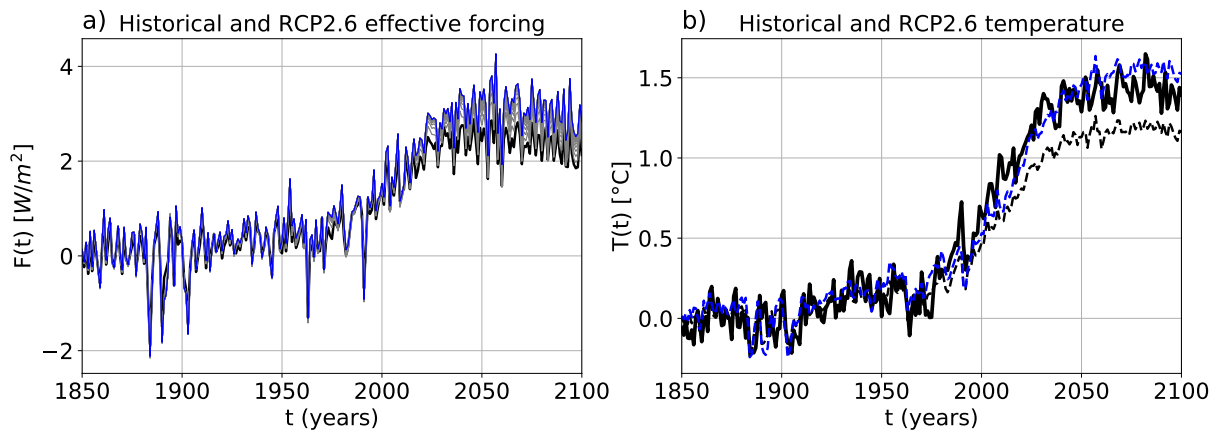 a) Historical and RCP2.6 effective forcing
F(t) [W/m²]
4
2
0
−2
1850 1900 1950 2000 2050 2100
t (years)
b) Historical and RCP2.6 temperature
T(t) [°C]
1.5
1.0
0.5
0.0
1850 1900 1950 2000 2050 2100
t (years)